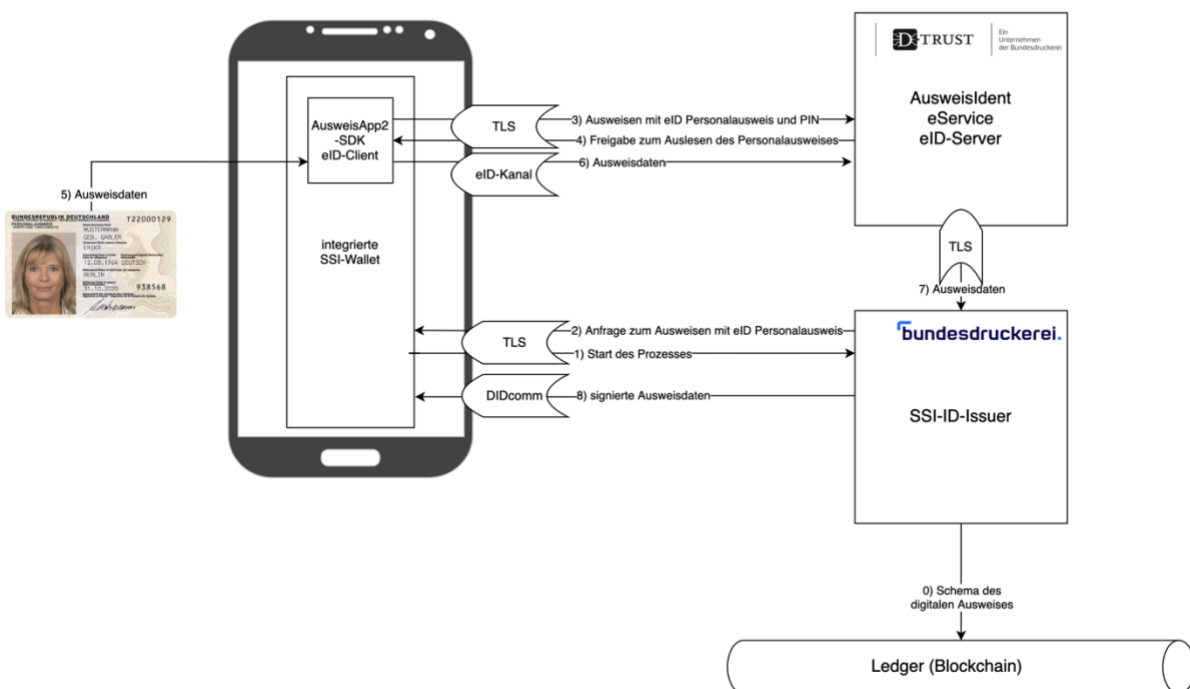 D-TRUST
Ein
Unternehmen
der Bundesdruckerei
AusweisIdent
eService
eID-Server
AusweisApp2
-SDK
eID-Client
TLS
3) Ausweisen mit eID Personalausweis und PIN
4) Freigabe zum Auslesen des Personalausweises
eID-Kanal
6) Ausweisdaten
5) Ausweisdaten
BUNDESREPUBLIK DEUTSCHLAND
PERSONALAUSWEIS
T22000129
MUSTERMANN
GEB. GABLER
ERIKA
12.08.1964 DEUTSCH
BERLIN
31.10.2020
938568
integrierte
SSI-Wallet
TLS
7) Ausweisdaten
TLS
2) Anfrage zum Ausweisen mit eID Personalausweis
1) Start des Prozesses
DIDcomm
8) signierte Ausweisdaten
bundesdruckerei.
SSI-ID-Issuer
0) Schema des
digitalen Ausweises
Ledger (Blockchain)